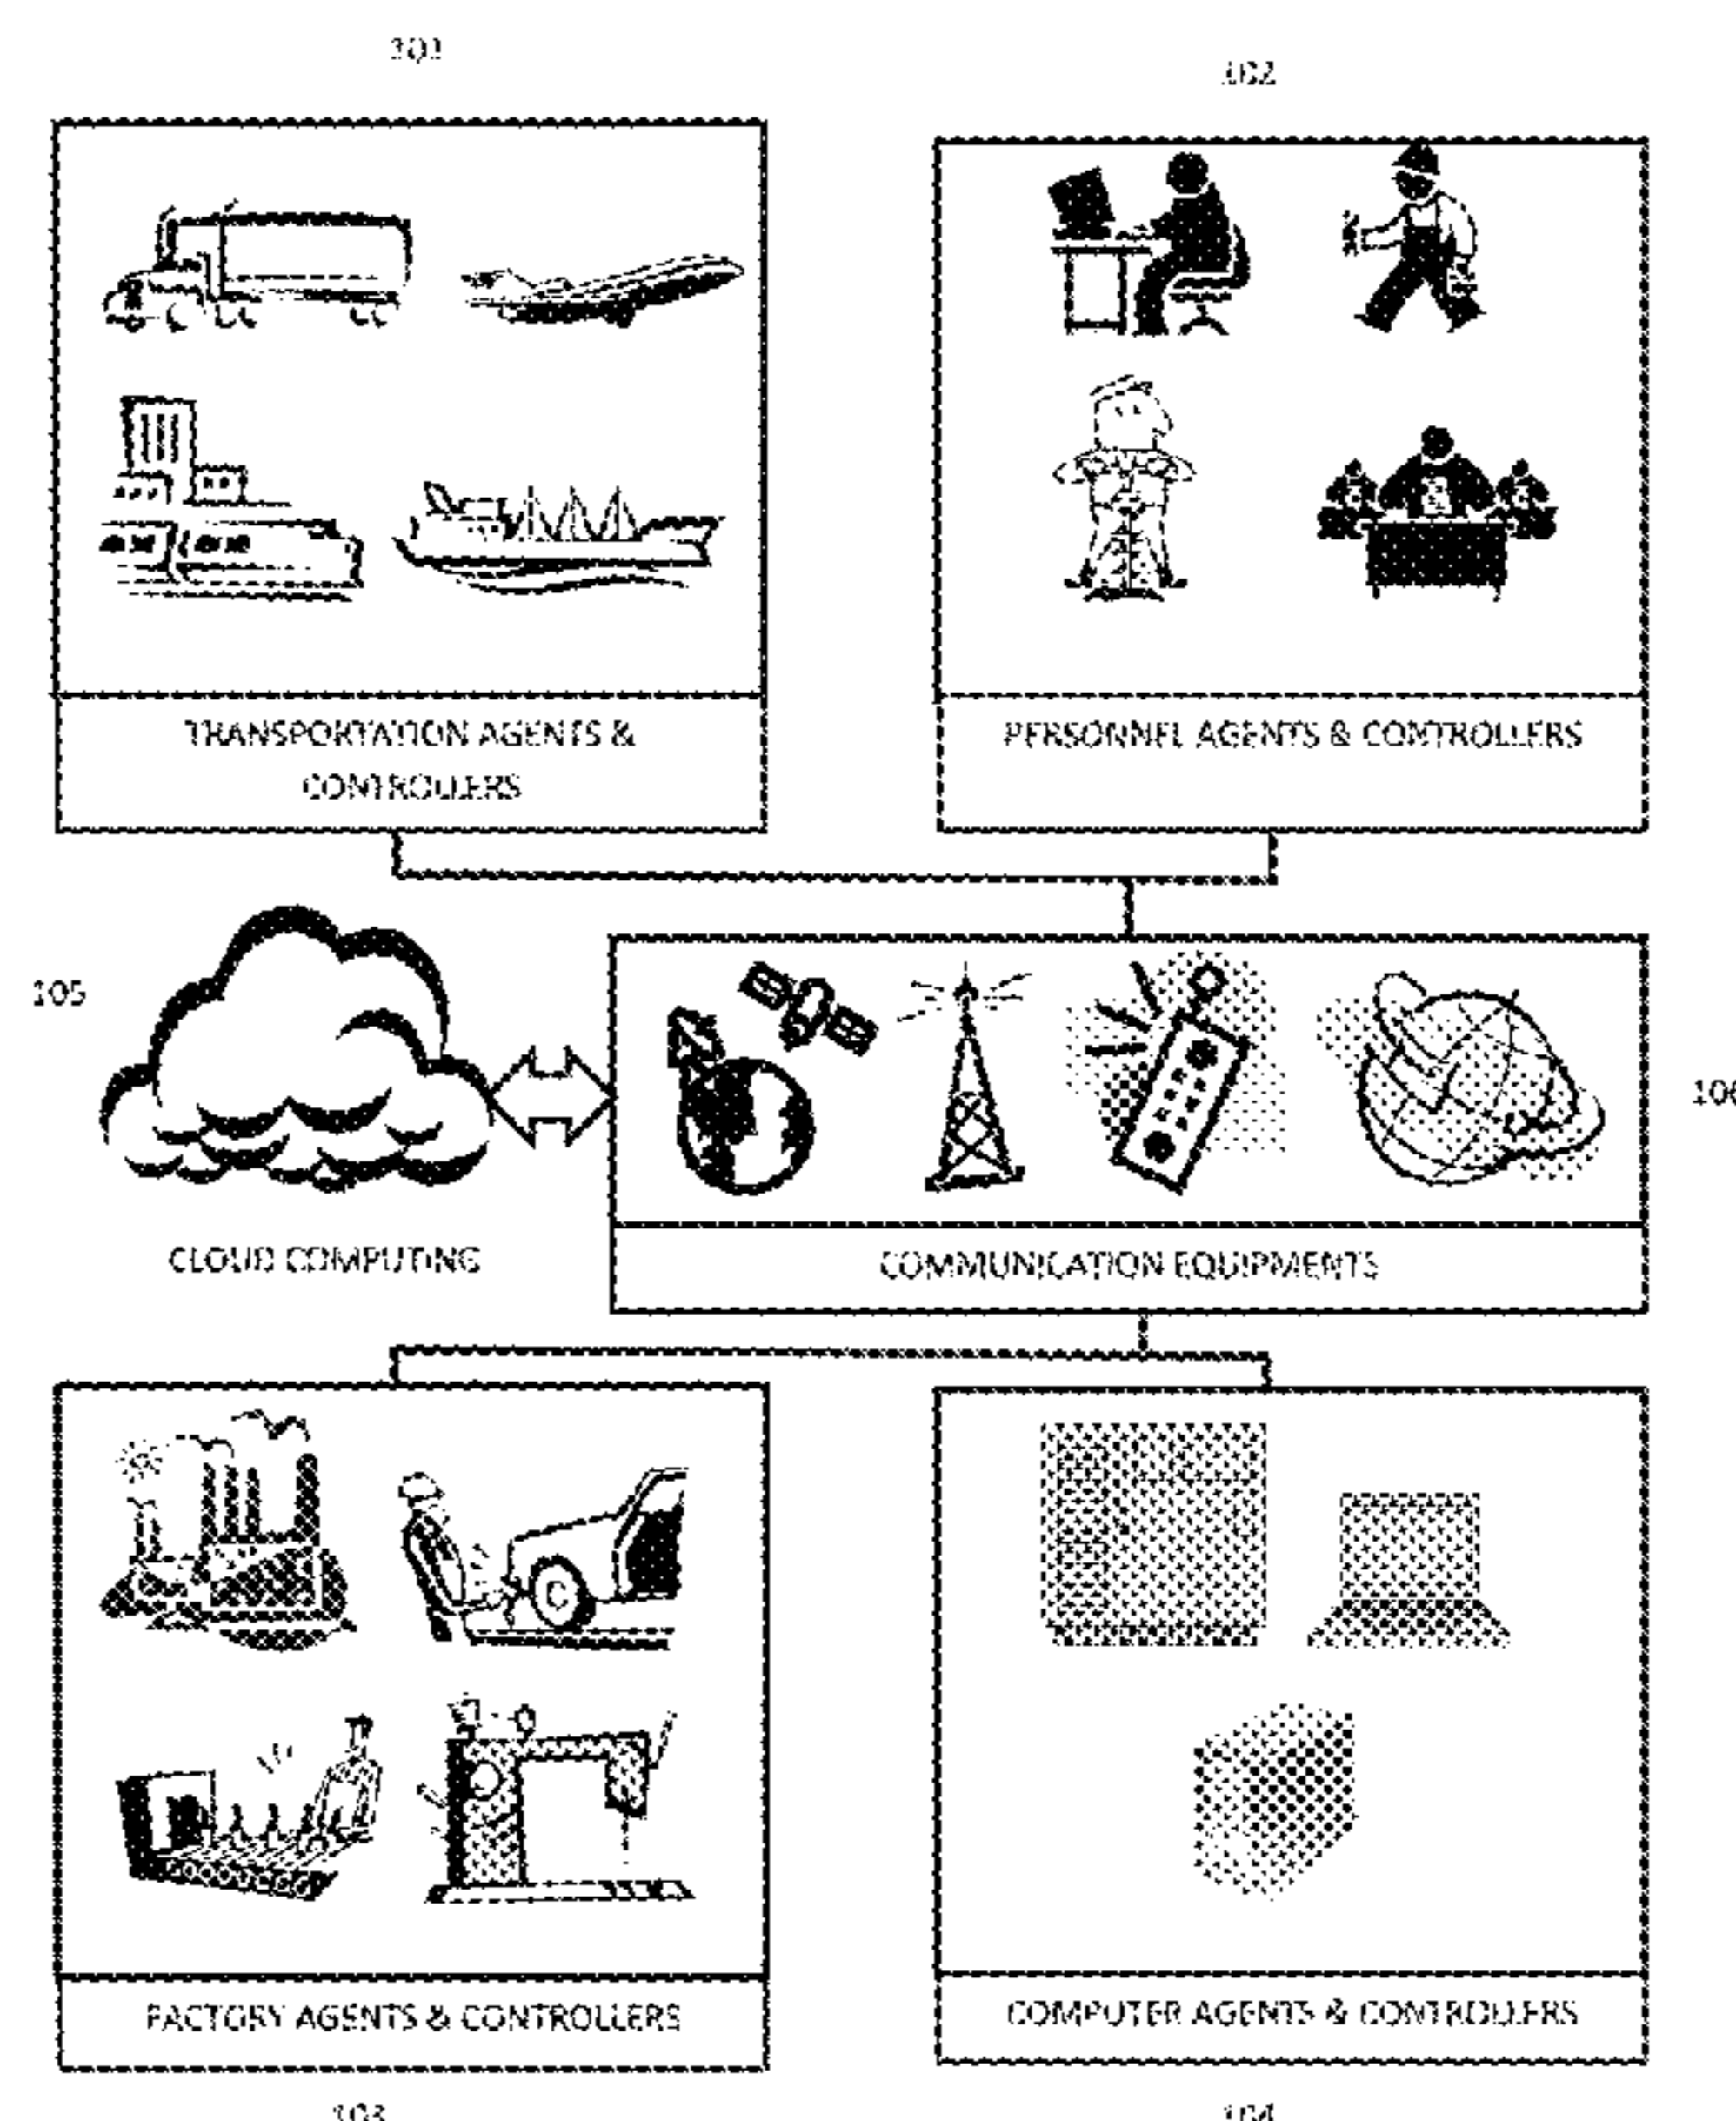 101
102
TRANSPORTATION AGENTS &
CONTROLLERS
PERSONNEL AGENTS & CONTROLLERS
105
106
CLOUD COMPUTING
COMMUNICATION EQUIPMENTS
FACTORY AGENTS & CONTROLLERS
COMPUTER AGENTS & CONTROLLERS
103
104